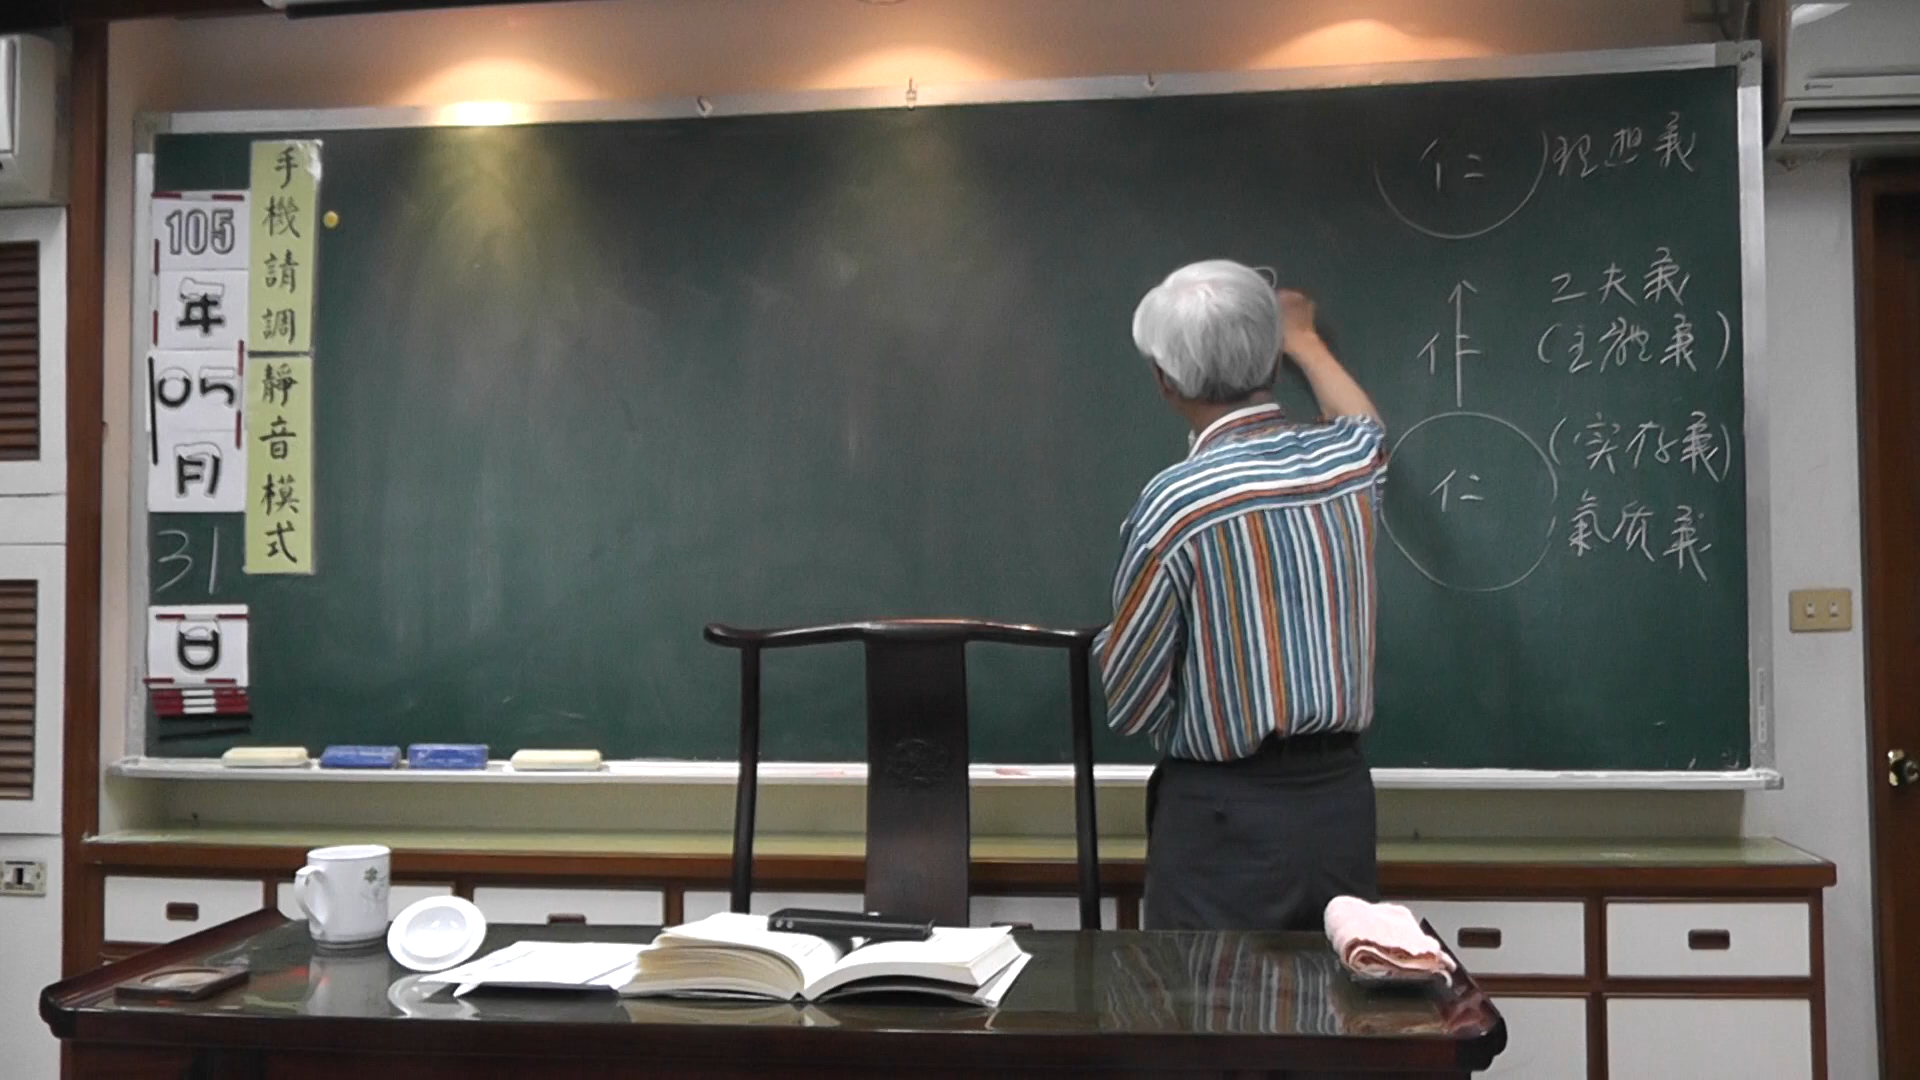 手機請調
靜音模式
105
年
05
月
31
日
仁 理想義
工夫義
作 (主體義)
(実存義)
仁
氣质義